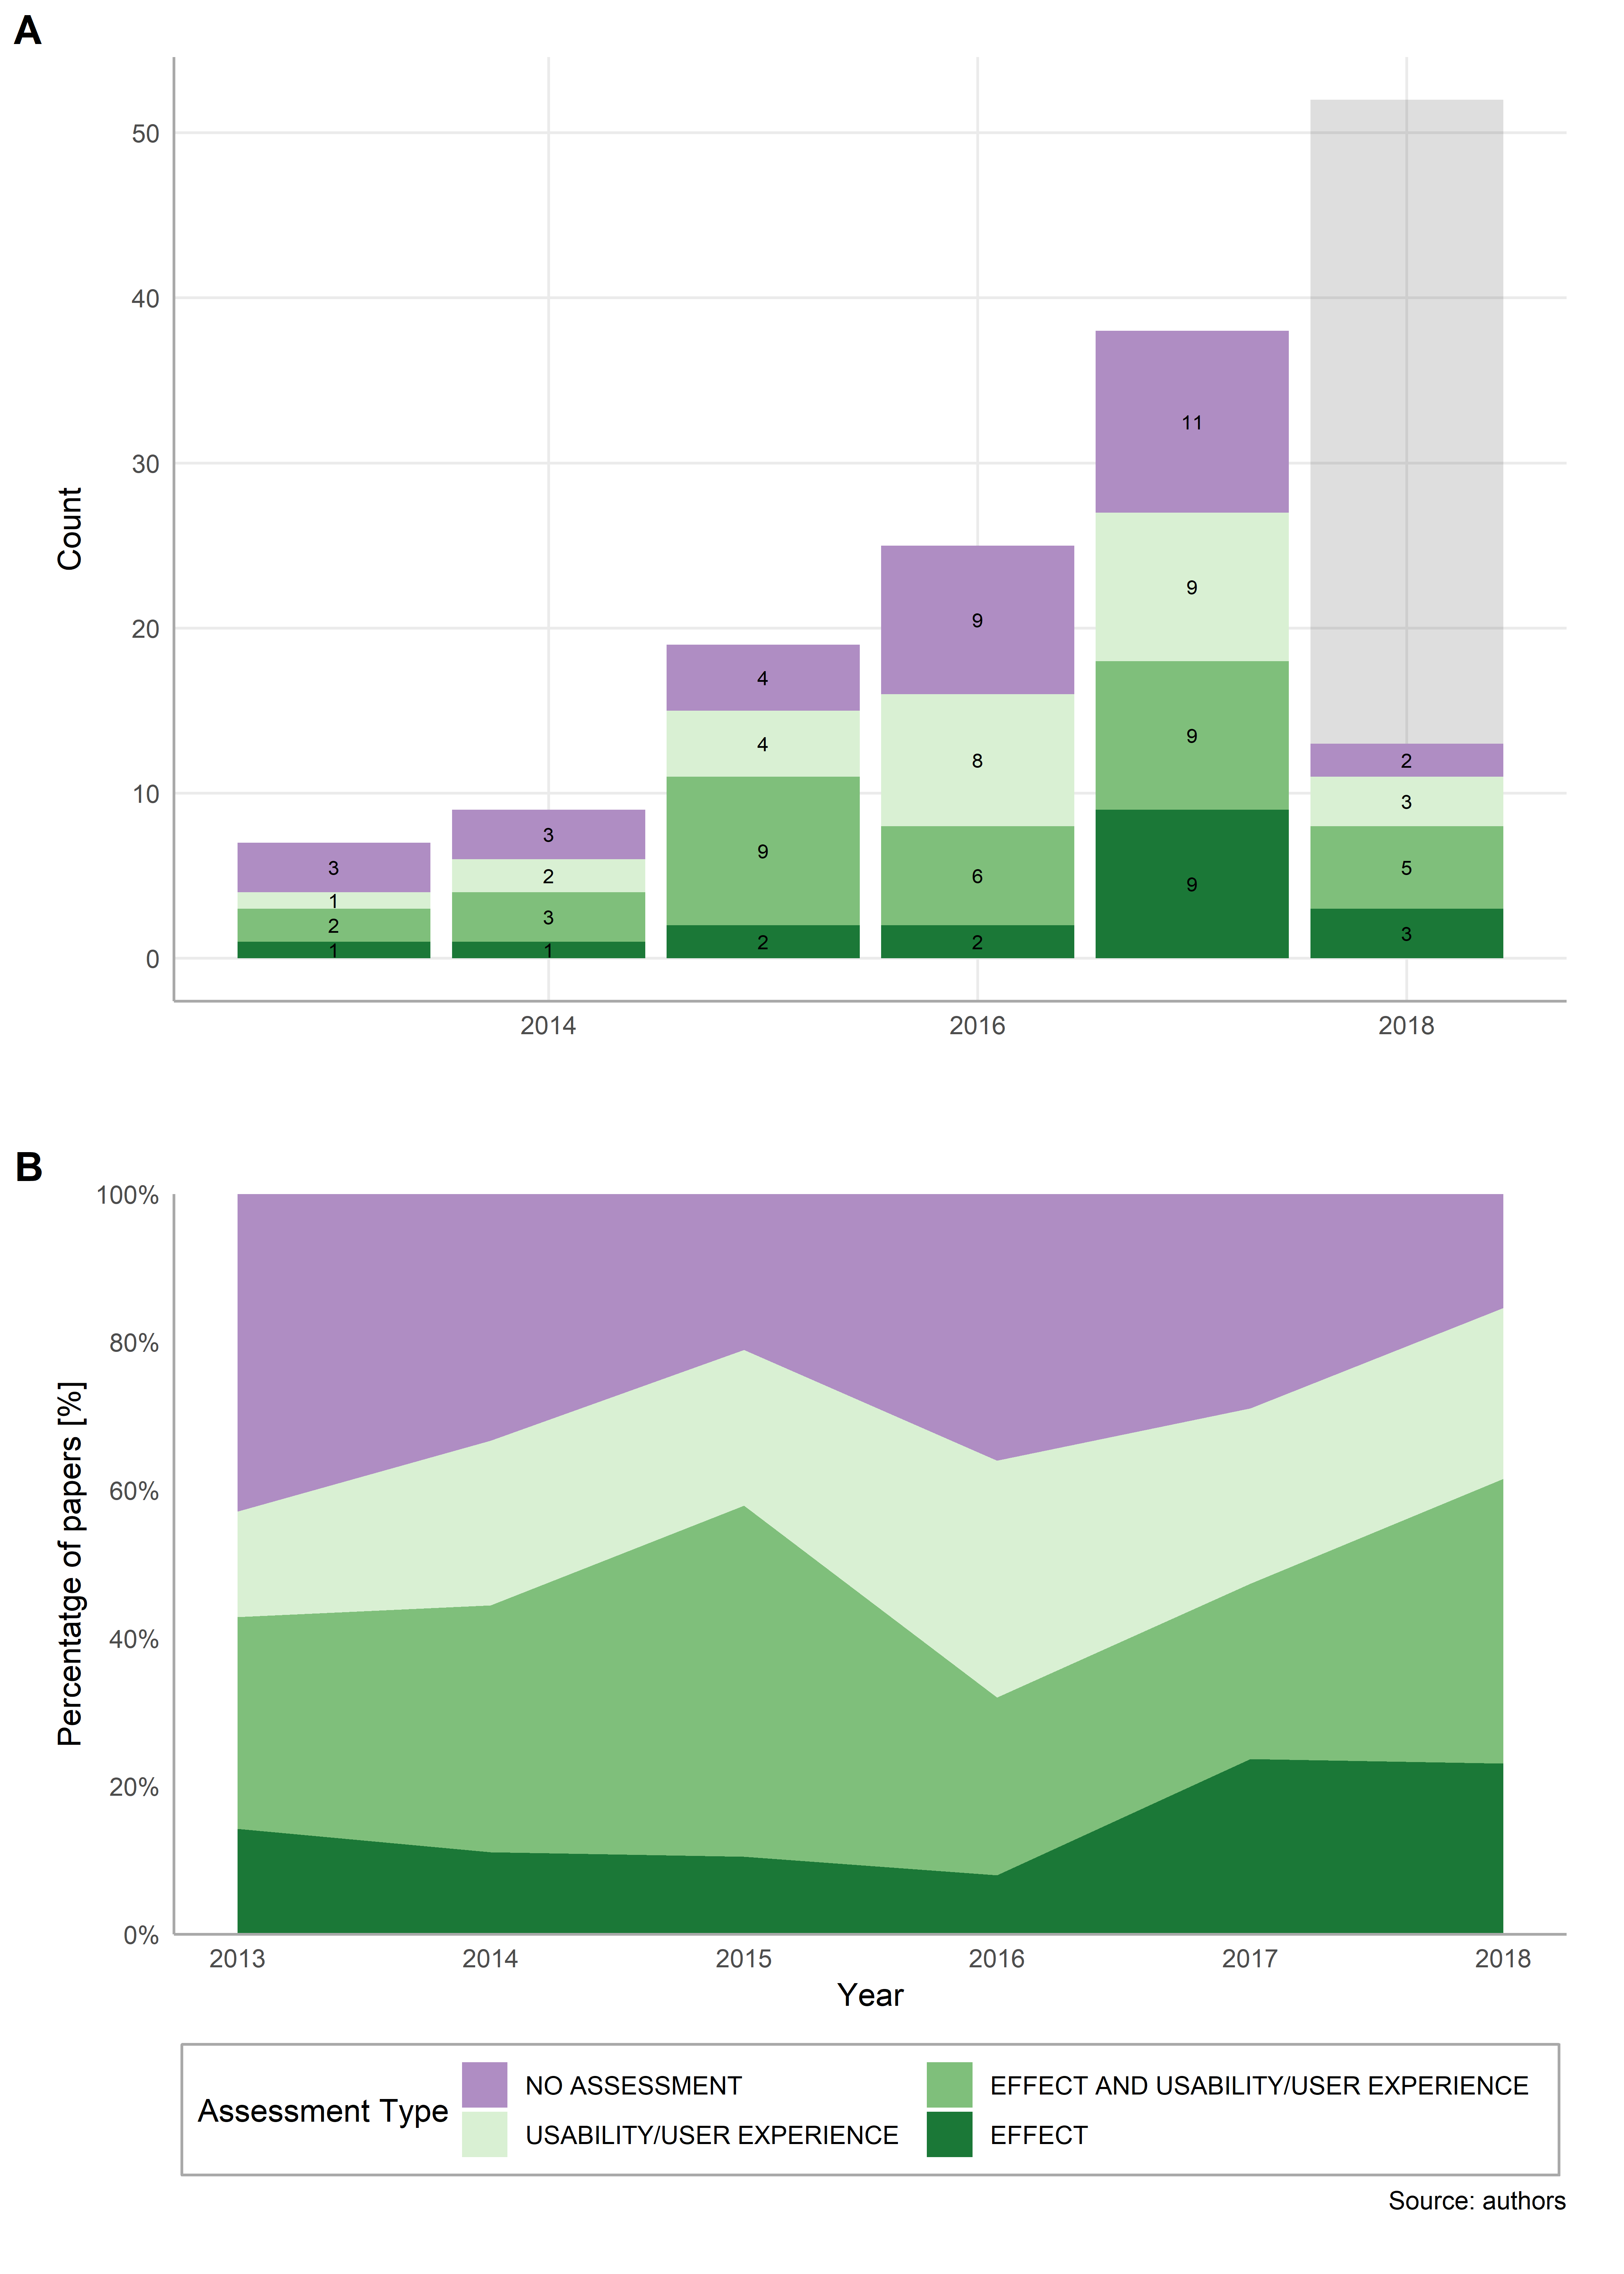 A
50
40
30
20
10
0
Count
3
1
2
1
3
2
3
1
4
4
9
2
9
8
6
2
11
9
9
9
2
3
5
3
2014 2016 2018
B
100%
80%
60%
40%
20%
0%
Percentatge of papers [%]
2013 2014 2015 2016 2017 2018
Year
Assessment Type
NO ASSESSMENT
USABILITY/USER EXPERIENCE
EFFECT AND USABILITY/USER EXPERIENCE
EFFECT
Source: authors